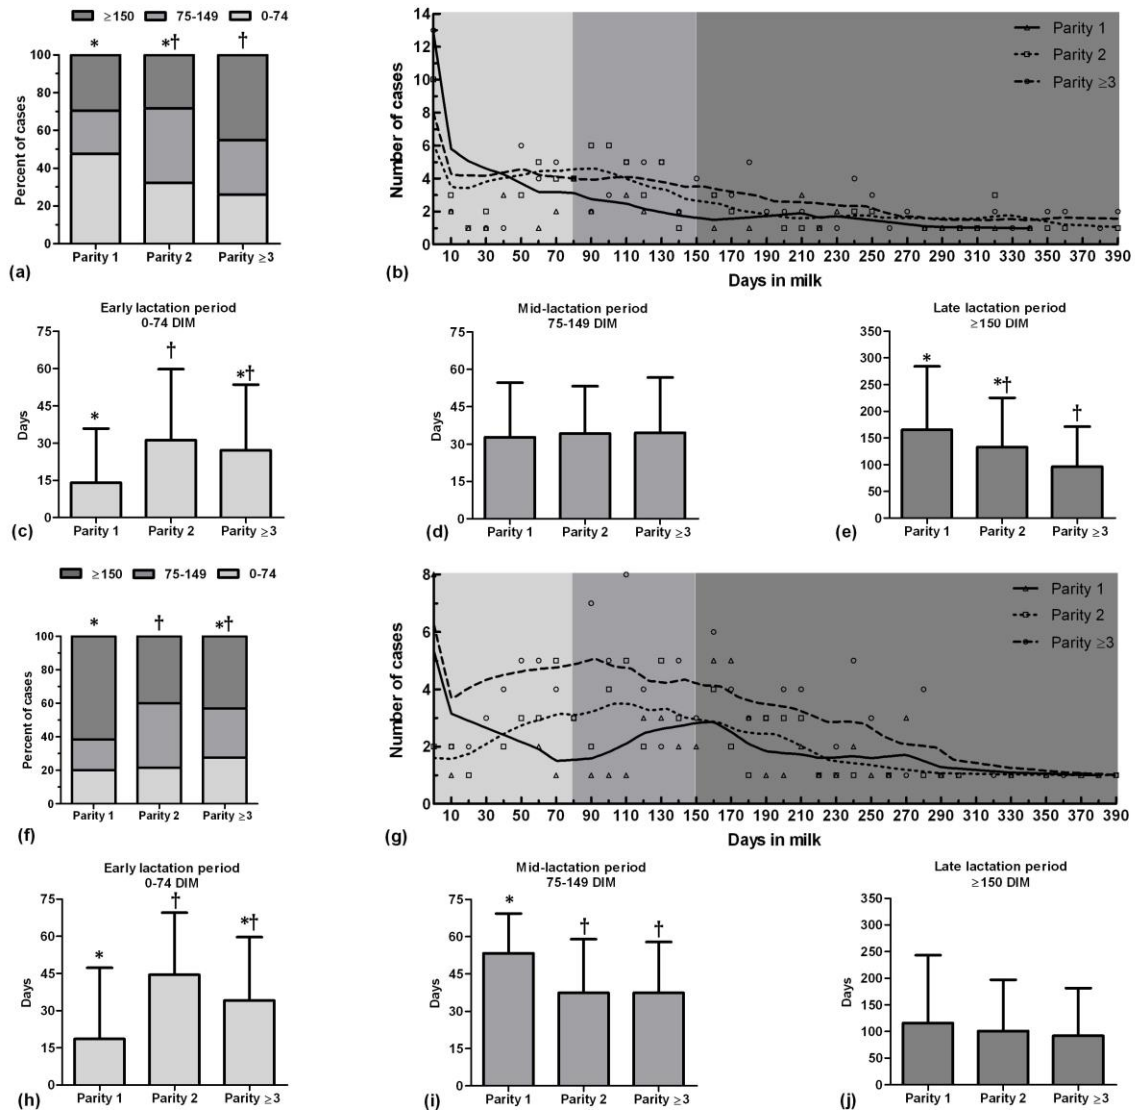 ≥150 75-149 0-74
* *† †
Percent of cases
100
80
60
40
20
0
Parity 1 Parity 2 Parity ≥3
(a)
Number of cases
14
12
10
8
6
4
2
0
Parity 1
Parity 2
Parity ≥3
10 30 50 70 90 110 130 150 170 190 210 230 250 270 290 310 330 350 370 390
Days in milk
(b)
Early lactation period
0-74 DIM
Days
75
60
45
30
15
0
* † *†
Parity 1 Parity 2 Parity ≥3
(c)
Mid-lactation period
75-149 DIM
75
60
45
30
15
0
Parity 1 Parity 2 Parity ≥3
(d)
Late lactation period
≥150 DIM
350
300
250
200
150
100
50
0
* *† †
Parity 1 Parity 2 Parity ≥3
(e)
≥150 75-149 0-74
* † *†
Percent of cases
100
80
60
40
20
0
Parity 1 Parity 2 Parity ≥3
(f)
Number of cases
8
6
4
2
0
Parity 1
Parity 2
Parity ≥3
10 30 50 70 90 110 130 150 170 190 210 230 250 270 290 310 330 350 370 390
Days in milk
(g)
Early lactation period
0-74 DIM
Days
75
60
45
30
15
0
* † *†
Parity 1 Parity 2 Parity ≥3
(h)
Mid-lactation period
75-149 DIM
Days
75
60
45
30
15
0
* † †
Parity 1 Parity 2 Parity ≥3
(i)
Late lactation period
≥150 DIM
Days
350
300
250
200
150
100
50
0
Parity 1 Parity 2 Parity ≥3
(j)